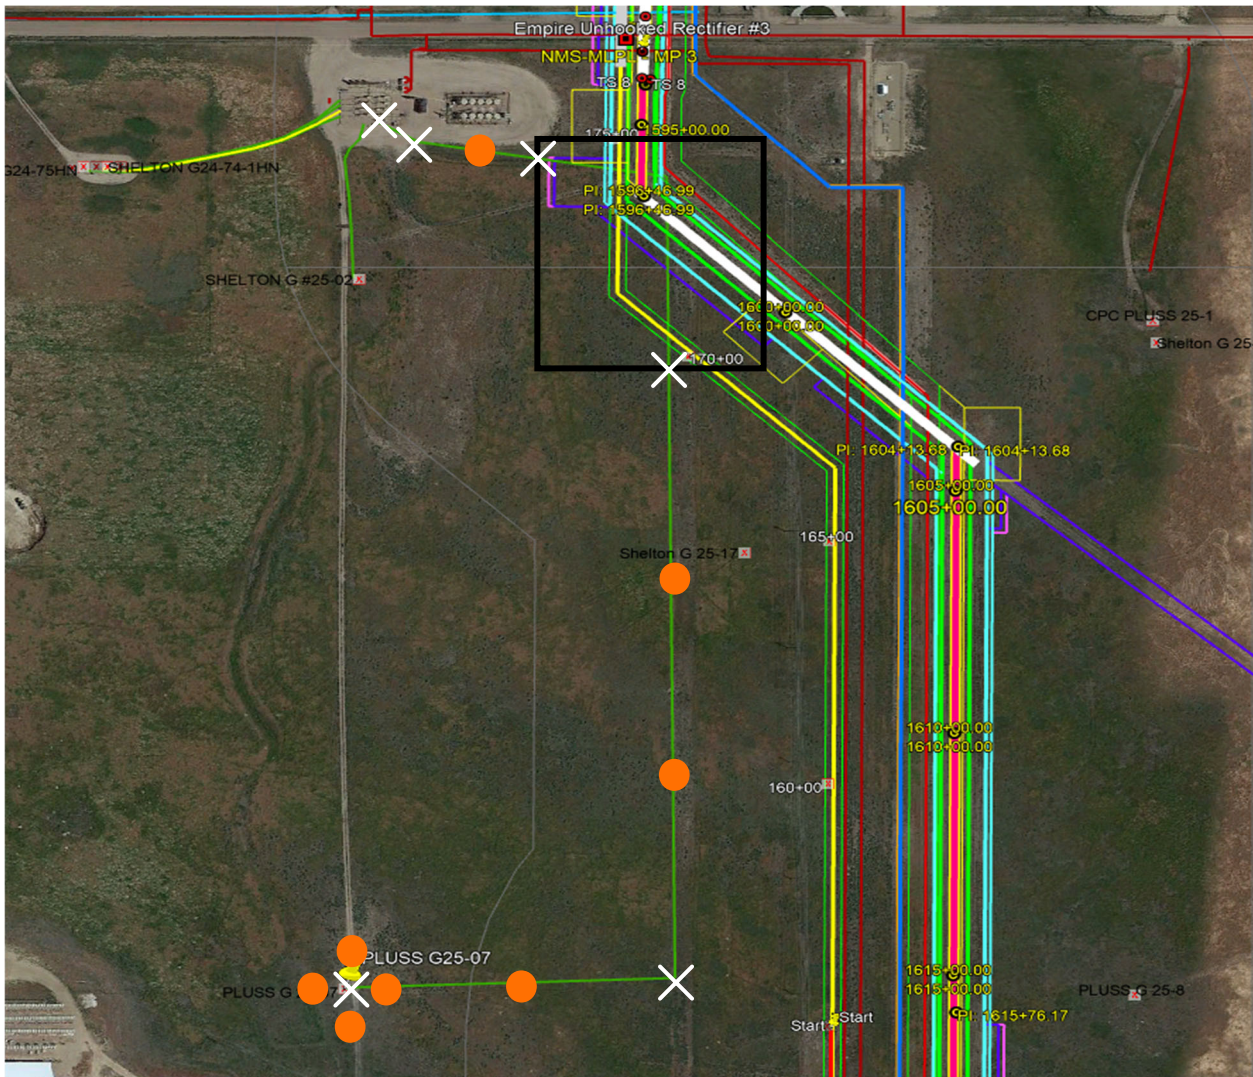 Empire Unhooked Rectifier #3
NMS-MLPL MP 3
TS 8
TS 8
175+00
1595+00.00
G24-75HN
SHELTON G24-74-1HN
PI: 1596+46.99
PI: 1596+46.99
SHELTON G #25-02
1600+00.00
1600+00.00
CPC PLUSS 25-1
Shelton G 25-
170+00
PI: 1604+13.68
PI: 1604+13.68
1605+00.00
1605+00.00
165+00
Shelton G 25-17
1610+00.00
1610+00.00
160+00
PLUSS G25-07
PLUSS G
1615+00.00
1615+00.00
PLUSS G 25-8
PI: 1615+76.17
Start
Start